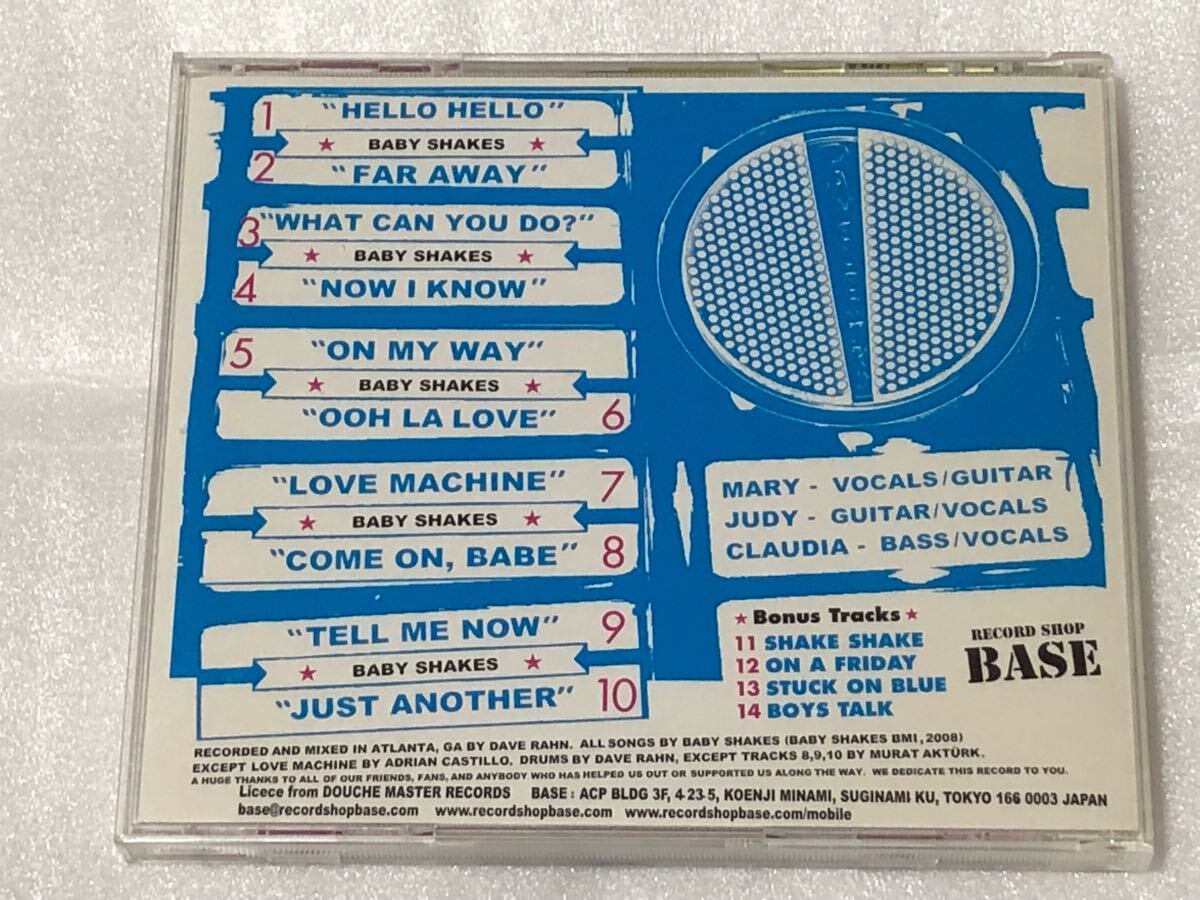 1 "HELLO HELLO"
★ BABY SHAKES ★
2 "FAR AWAY"
3 "WHAT CAN YOU DO?"
★ BABY SHAKES ★
4 "NOW I KNOW"
5 "ON MY WAY"
★ BABY SHAKES ★
"OOH LA LOVE" 6
"LOVE MACHINE" 7
★ BABY SHAKES ★
"COME ON, BABE" 8
"TELL ME NOW" 9
★ BABY SHAKES ★
"JUST ANOTHER" 10
MARY - VOCALS/GUITAR
JUDY - GUITAR/VOCALS
CLAUDIA - BASS/VOCALS
★ Bonus Tracks ★
11 SHAKE SHAKE
12 ON A FRIDAY
13 STUCK ON BLUE
14 BOYS TALK
RECORD SHOP
BASE
RECORDED AND MIXED IN ATLANTA, GA BY DAVE RAHN. ALL SONGS BY BABY SHAKES (BABY SHAKES BMI, 2008)
EXCEPT LOVE MACHINE BY ADRIAN CASTILLO. DRUMS BY DAVE RAHN, EXCEPT TRACKS 8,9,10 BY MURAT AKTÜRK.
A HUGE THANKS TO ALL OF OUR FRIENDS, FANS, AND ANYBODY WHO HAS HELPED US OUT OR SUPPORTED US ALONG THE WAY. WE DEDICATE THIS RECORD TO YOU.
Licece from DOUCHE MASTER RECORDS BASE : ACP BLDG 3F, 4-23-5, KOENJI MINAMI, SUGINAMI KU, TOKYO 166 0003 JAPAN
base@recordshopbase.com www.recordshopbase.com www.recordshopbase.com/mobile